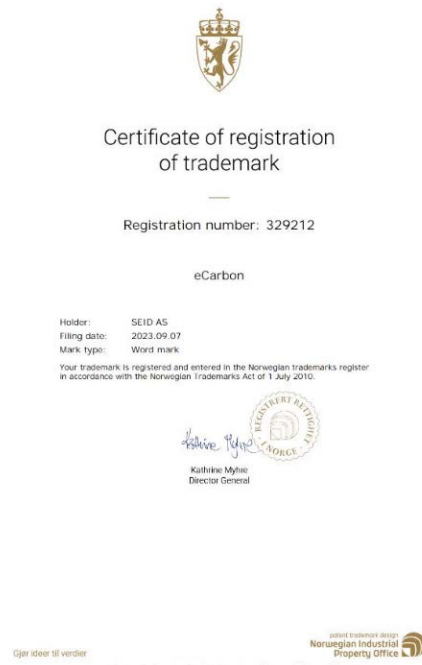 Certificate of registration
of trademark
Registration number: 329212
eCarbon
Holder: SEID AS
Filing date: 2023.09.07
Mark type: Word mark
Your trademark is registered and entered in the Norwegian trademarks register
in accordance with the Norwegian Trademarks Act of 1 July 2010.
REGISTRERT RETTIGHET
I NORGE
Kathrine Myhre
Kathrine Myhre
Director General
Gjør ideer til verdier
patent trademark design
Norwegian Industrial
Property Office